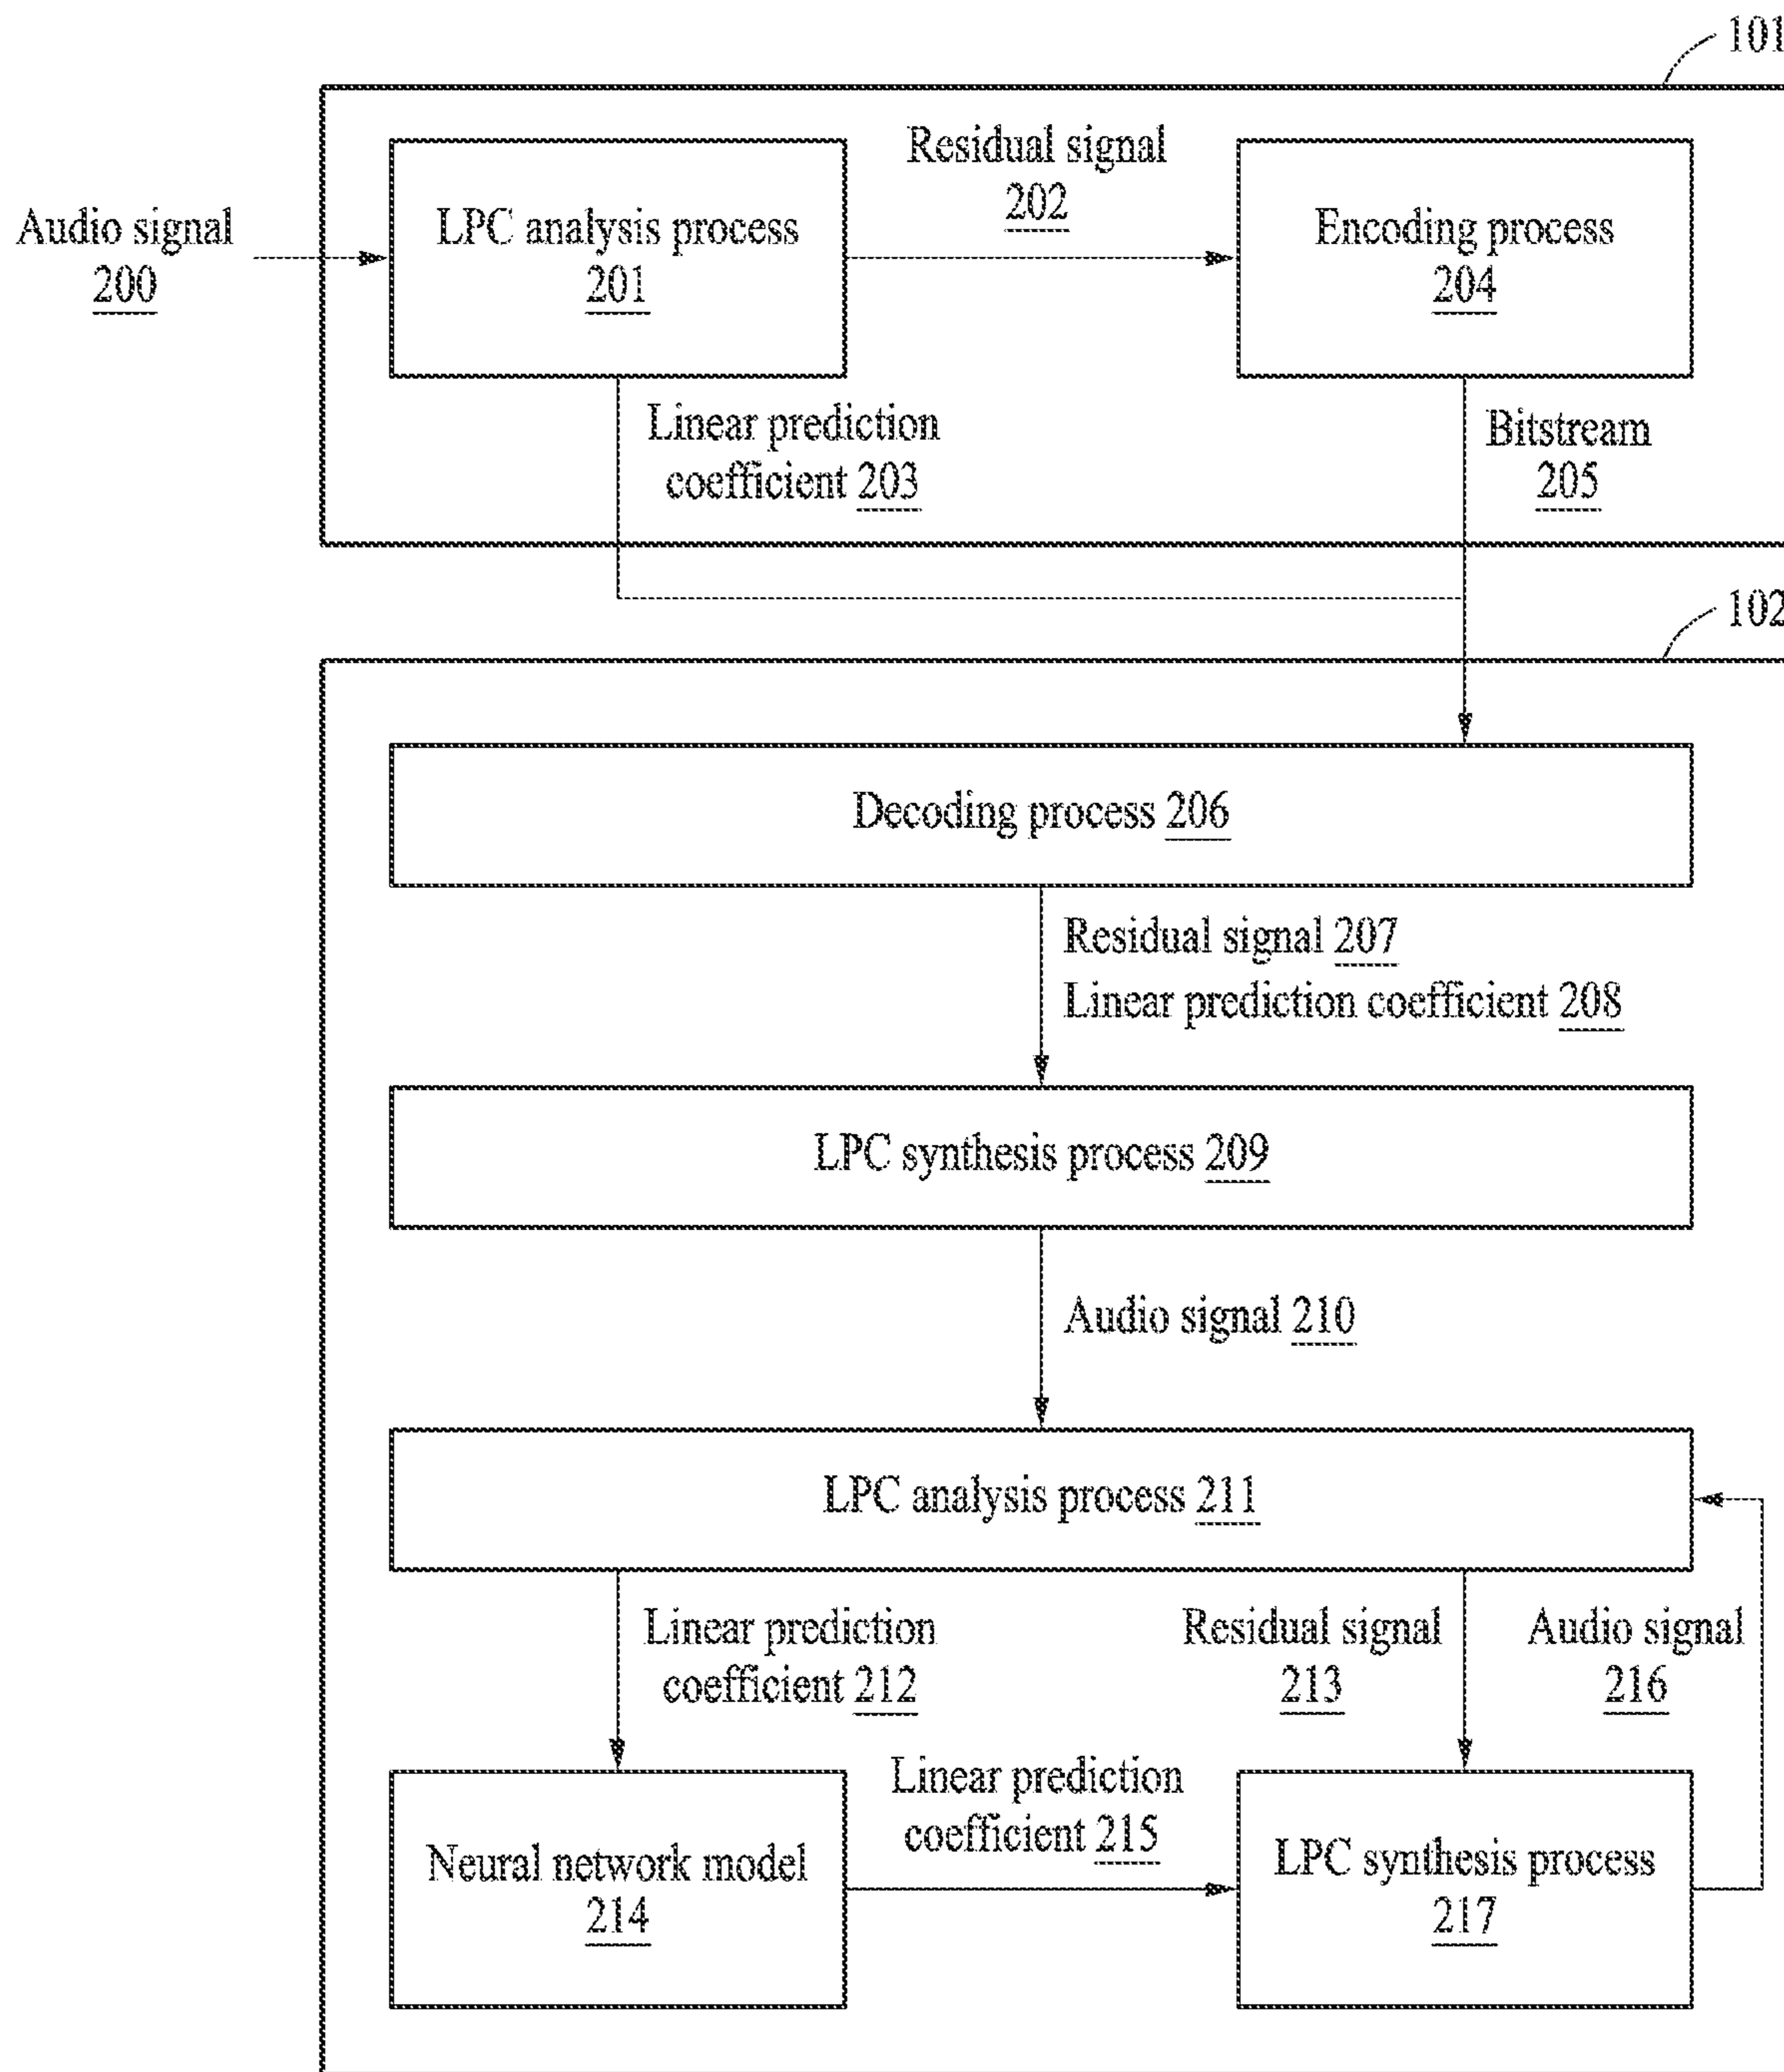 101
Residual signal
202
Audio signal
200
LPC analysis process
201
Encoding process
204
Linear prediction
coefficient 203
Bitstream
205
102
Decoding process 206
Residual signal 207
Linear prediction coefficient 208
LPC synthesis process 209
Audio signal 210
LPC analysis process 211
Linear prediction
coefficient 212
Residual signal
213
Audio signal
216
Linear prediction
coefficient 215
Neural network model
214
LPC synthesis process
217